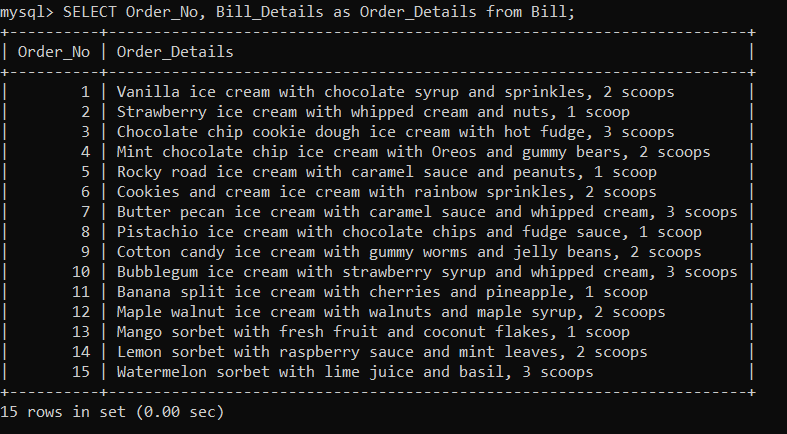 mysql> SELECT Order_No, Bill_Details as Order_Details from Bill;
+----------+-----------------------------------------------------------------------+
| Order_No | Order_Details                                                         |
+----------+-----------------------------------------------------------------------+
|        1 | Vanilla ice cream with chocolate syrup and sprinkles, 2 scoops        |
|        2 | Strawberry ice cream with whipped cream and nuts, 1 scoop             |
|        3 | Chocolate chip cookie dough ice cream with hot fudge, 3 scoops        |
|        4 | Mint chocolate chip ice cream with Oreos and gummy bears, 2 scoops    |
|        5 | Rocky road ice cream with caramel sauce and peanuts, 1 scoop          |
|        6 | Cookies and cream ice cream with rainbow sprinkles, 2 scoops          |
|        7 | Butter pecan ice cream with caramel sauce and whipped cream, 3 scoops |
|        8 | Pistachio ice cream with chocolate chips and fudge sauce, 1 scoop     |
|        9 | Cotton candy ice cream with gummy worms and jelly beans, 2 scoops     |
|       10 | Bubblegum ice cream with strawberry syrup and whipped cream, 3 scoops |
|       11 | Banana split ice cream with cherries and pineapple, 1 scoop           |
|       12 | Maple walnut ice cream with walnuts and maple syrup, 2 scoops         |
|       13 | Mango sorbet with fresh fruit and coconut flakes, 1 scoop             |
|       14 | Lemon sorbet with raspberry sauce and mint leaves, 2 scoops           |
|       15 | Watermelon sorbet with lime juice and basil, 3 scoops                 |
+----------+-----------------------------------------------------------------------+
15 rows in set (0.00 sec)